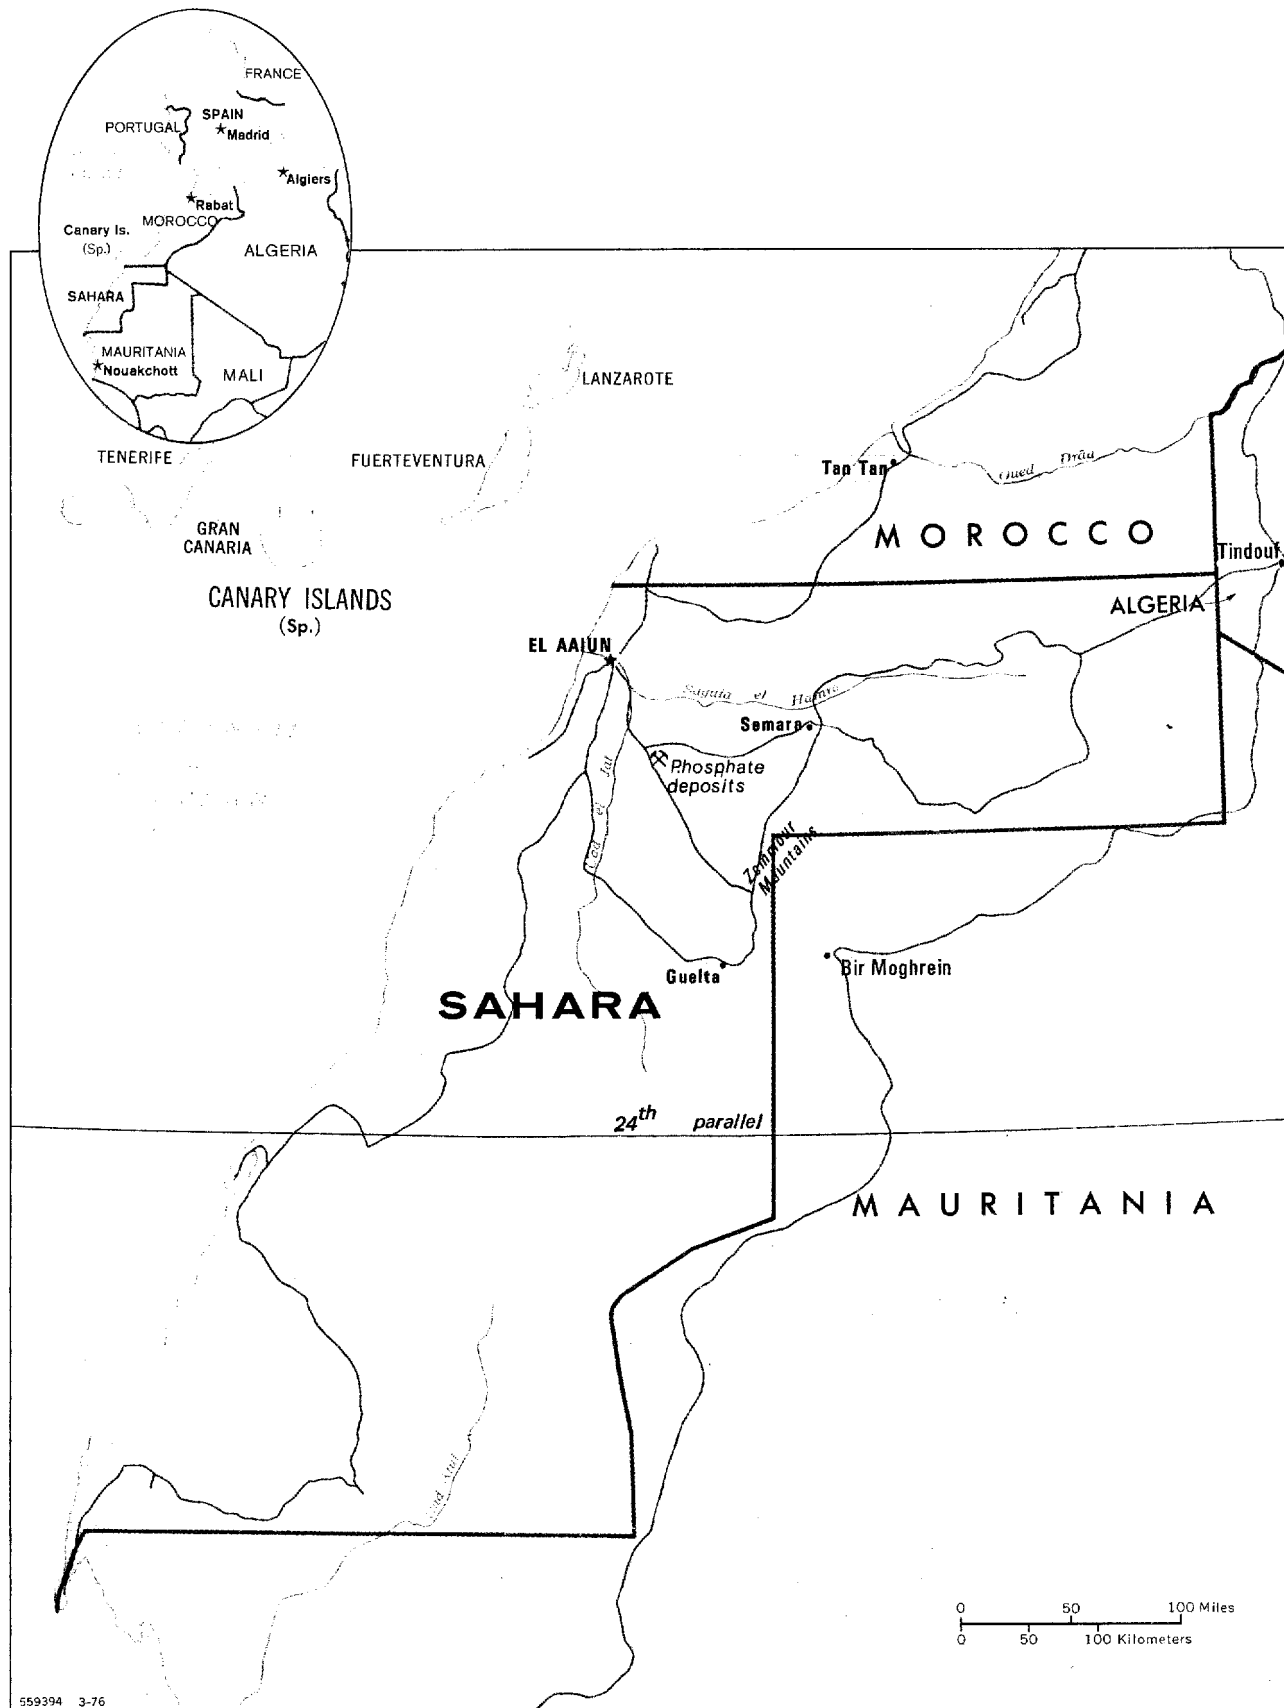 FRANCE
SPAIN
PORTUGAL
Madrid
Algiers
Rabat
MOROCCO
Canary Is.
(Sp.)
ALGERIA
SAHARA
MAURITANIA
Nouakchott
MALI
LANZAROTE
TENERIFE
FUERTEVENTURA
Tan Tan
Oued Drâa
GRAN
CANARIA
MOROCCO
Tindouf
CANARY ISLANDS
(Sp.)
ALGERIA
EL AAIUN
Saguia el Hamra
Semara
Phosphate
deposits
Zemmour
Mountains
Guelta
Bir Moghrein
SAHARA
24th parallel
MAURITANIA
0 50 100 Miles
0 50 100 Kilometers
559394 3-76